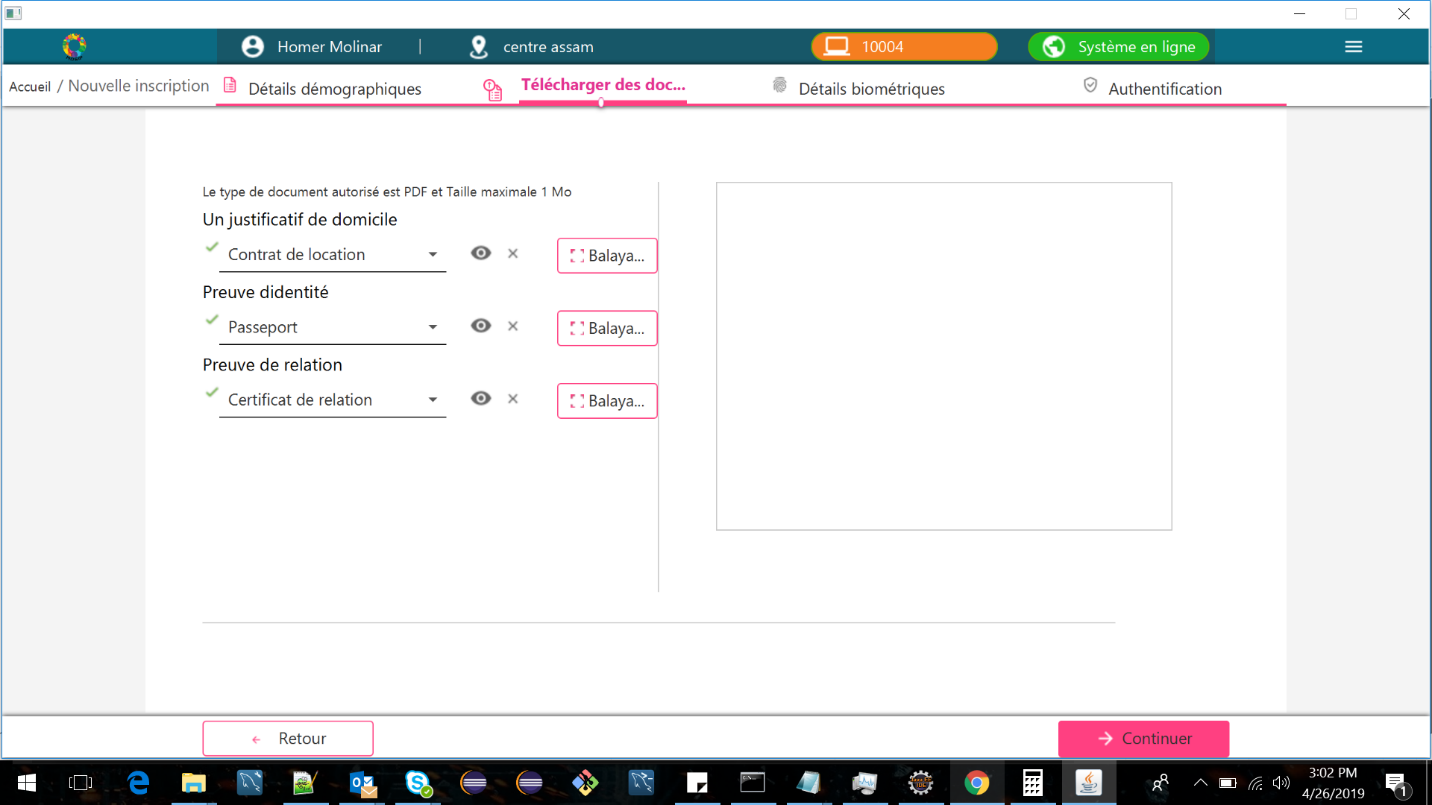 Homer Molinar | centre assam 10004 Système en ligne
Accueil / Nouvelle inscription Détails démographiques Télécharger des doc... Détails biométriques Authentification
Le type de document autorisé est PDF et Taille maximale 1 Mo
Un justificatif de domicile
Contrat de location Balaya...
Preuve didentité
Passeport Balaya...
Preuve de relation
Certificat de relation Balaya...
Retour Continuer
3:02 PM
4/26/2019
1